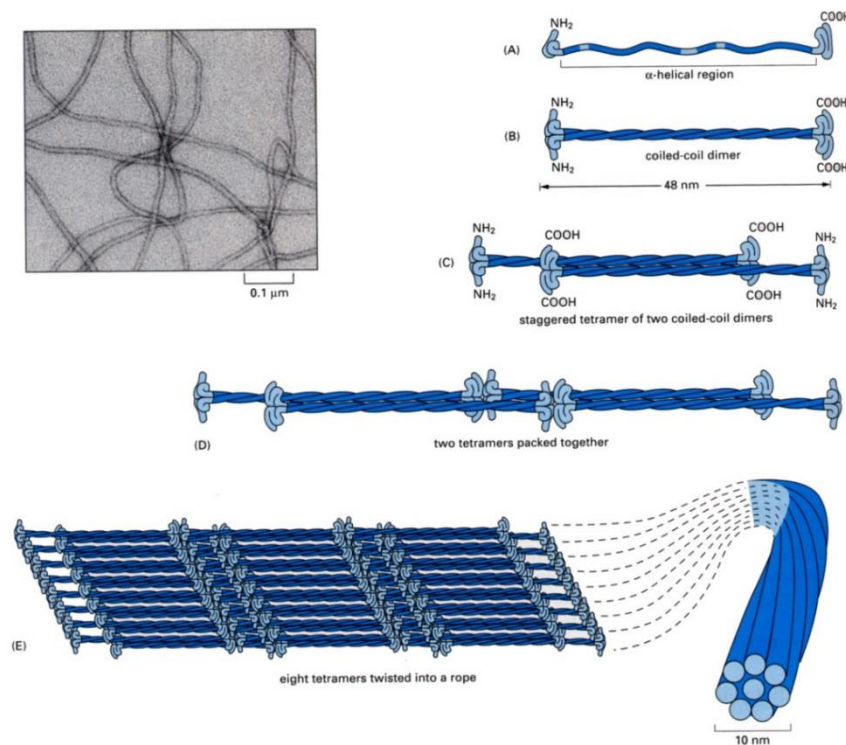 0.1 μm
NH₂
COOH
(A)
α-helical region
NH₂
COOH
(B)
coiled-coil dimer
NH₂
COOH
48 nm
NH₂
COOH
COOH
NH₂
(C)
NH₂
COOH
COOH
NH₂
staggered tetramer of two coiled-coil dimers
(D)
two tetramers packed together
(E)
eight tetramers twisted into a rope
10 nm